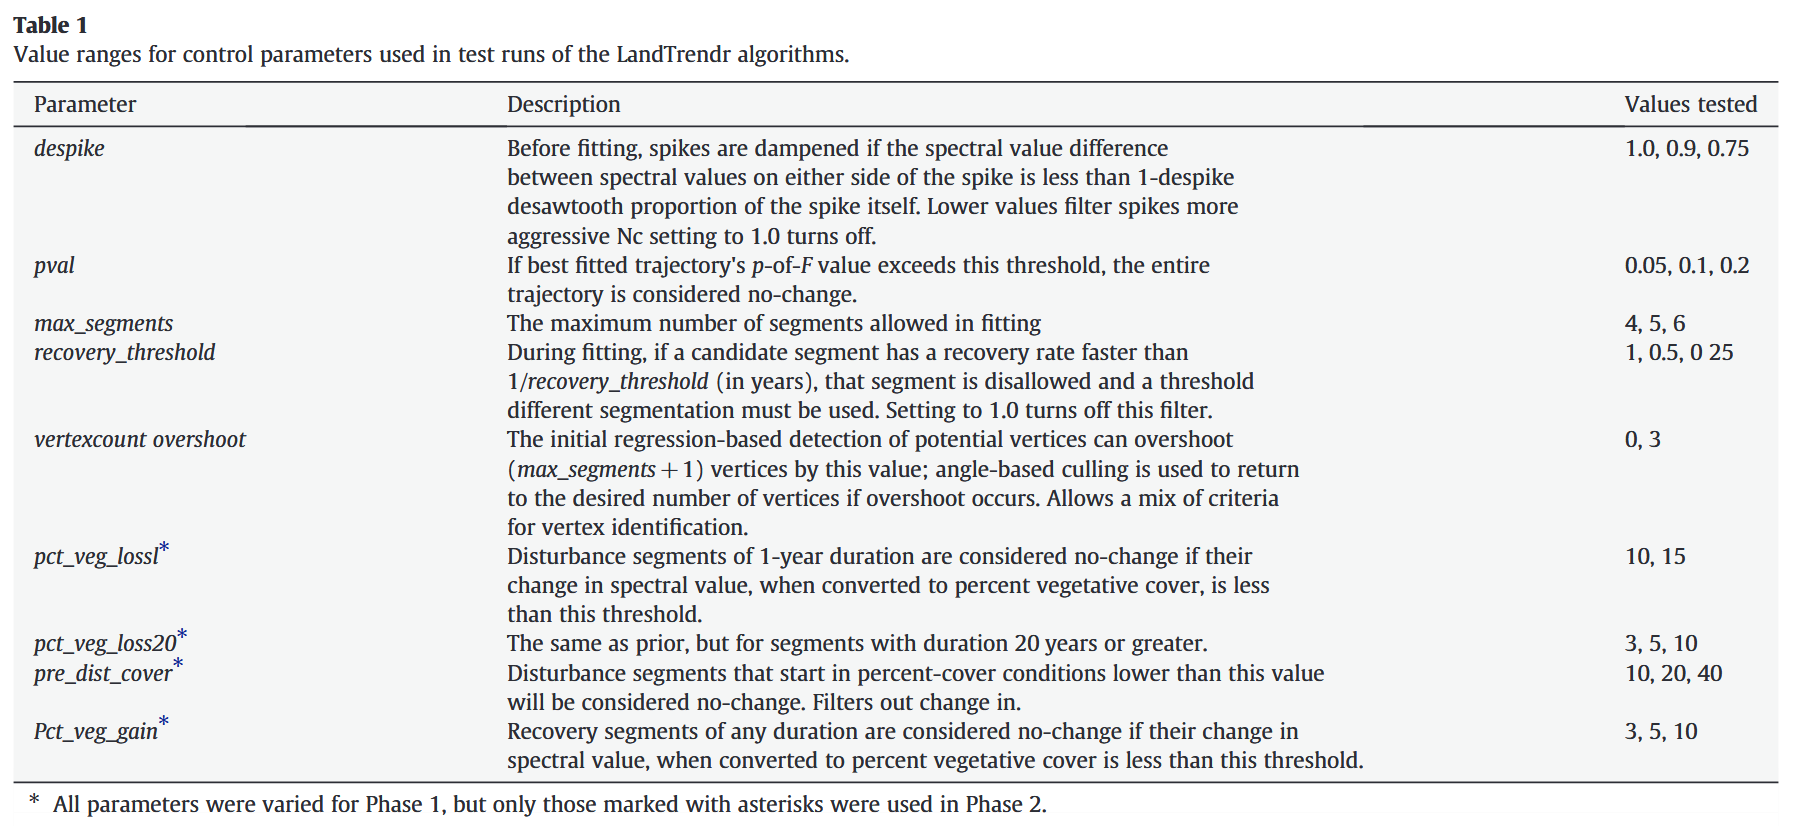 Table 1
Value ranges for control parameters used in test runs of the LandTrendr algorithms.
Parameter Description Values tested
despike Before fitting, spikes are dampened if the spectral value difference 1.0, 0.9, 0.75
between spectral values on either side of the spike is less than 1-despike
desawtooth proportion of the spike itself. Lower values filter spikes more
aggressive Nc setting to 1.0 turns off.
pval If best fitted trajectory's p-of-F value exceeds this threshold, the entire 0.05, 0.1, 0.2
trajectory is considered no-change.
max_segments The maximum number of segments allowed in fitting 4, 5, 6
recovery_threshold During fitting, if a candidate segment has a recovery rate faster than 1, 0.5, 0 25
1/recovery_threshold (in years), that segment is disallowed and a threshold
different segmentation must be used. Setting to 1.0 turns off this filter.
vertexcount overshoot The initial regression-based detection of potential vertices can overshoot 0, 3
(max_segments + 1) vertices by this value; angle-based culling is used to return
to the desired number of vertices if overshoot occurs. Allows a mix of criteria
for vertex identification.
pct_veg_lossl* Disturbance segments of 1-year duration are considered no-change if their 10, 15
change in spectral value, when converted to percent vegetative cover, is less
than this threshold.
pct_veg_loss20* The same as prior, but for segments with duration 20 years or greater. 3, 5, 10
pre_dist_cover* Disturbance segments that start in percent-cover conditions lower than this value 10, 20, 40
will be considered no-change. Filters out change in.
Pct_veg_gain* Recovery segments of any duration are considered no-change if their change in 3, 5, 10
spectral value, when converted to percent vegetative cover is less than this threshold.
* All parameters were varied for Phase 1, but only those marked with asterisks were used in Phase 2.